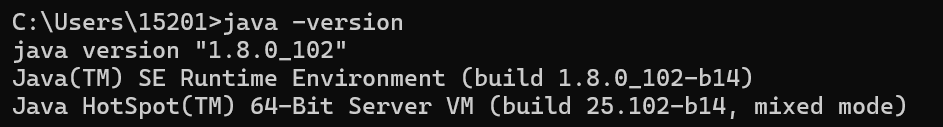 C:\Users\15201>java -version
java version "1.8.0_102"
Java(TM) SE Runtime Environment (build 1.8.0_102-b14)
Java HotSpot(TM) 64-Bit Server VM (build 25.102-b14, mixed mode)